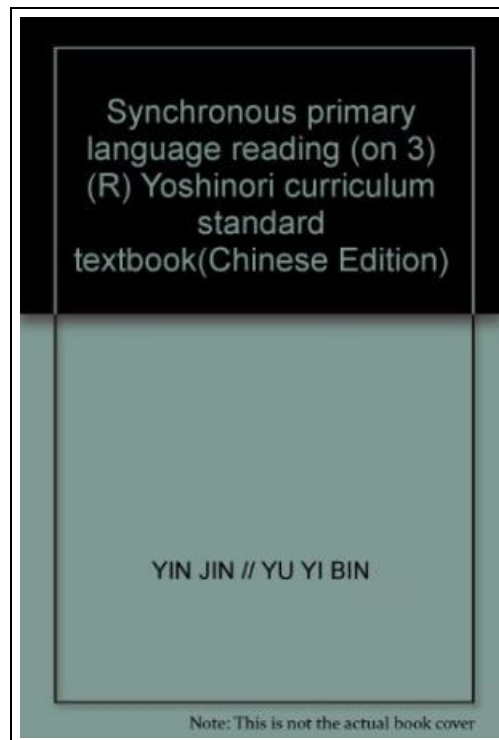 Synchronous primary
language reading (on 3)
(R) Yoshinori curriculum
standard
textbook(Chinese Edition)
YIN JIN // YU YI BIN
Note: This is not the actual book cover